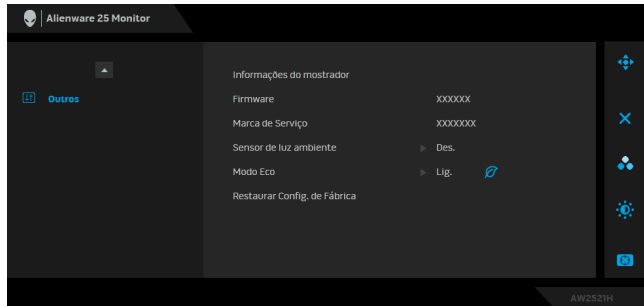 Alienware 25 Monitor
Outros
Informações do mostrador
Firmware XXXXXX
Marca de Serviço XXXXXXX
Sensor de luz ambiente Des.
Modo Eco Lig.
Restaurar Config. de Fábrica
AW2521H